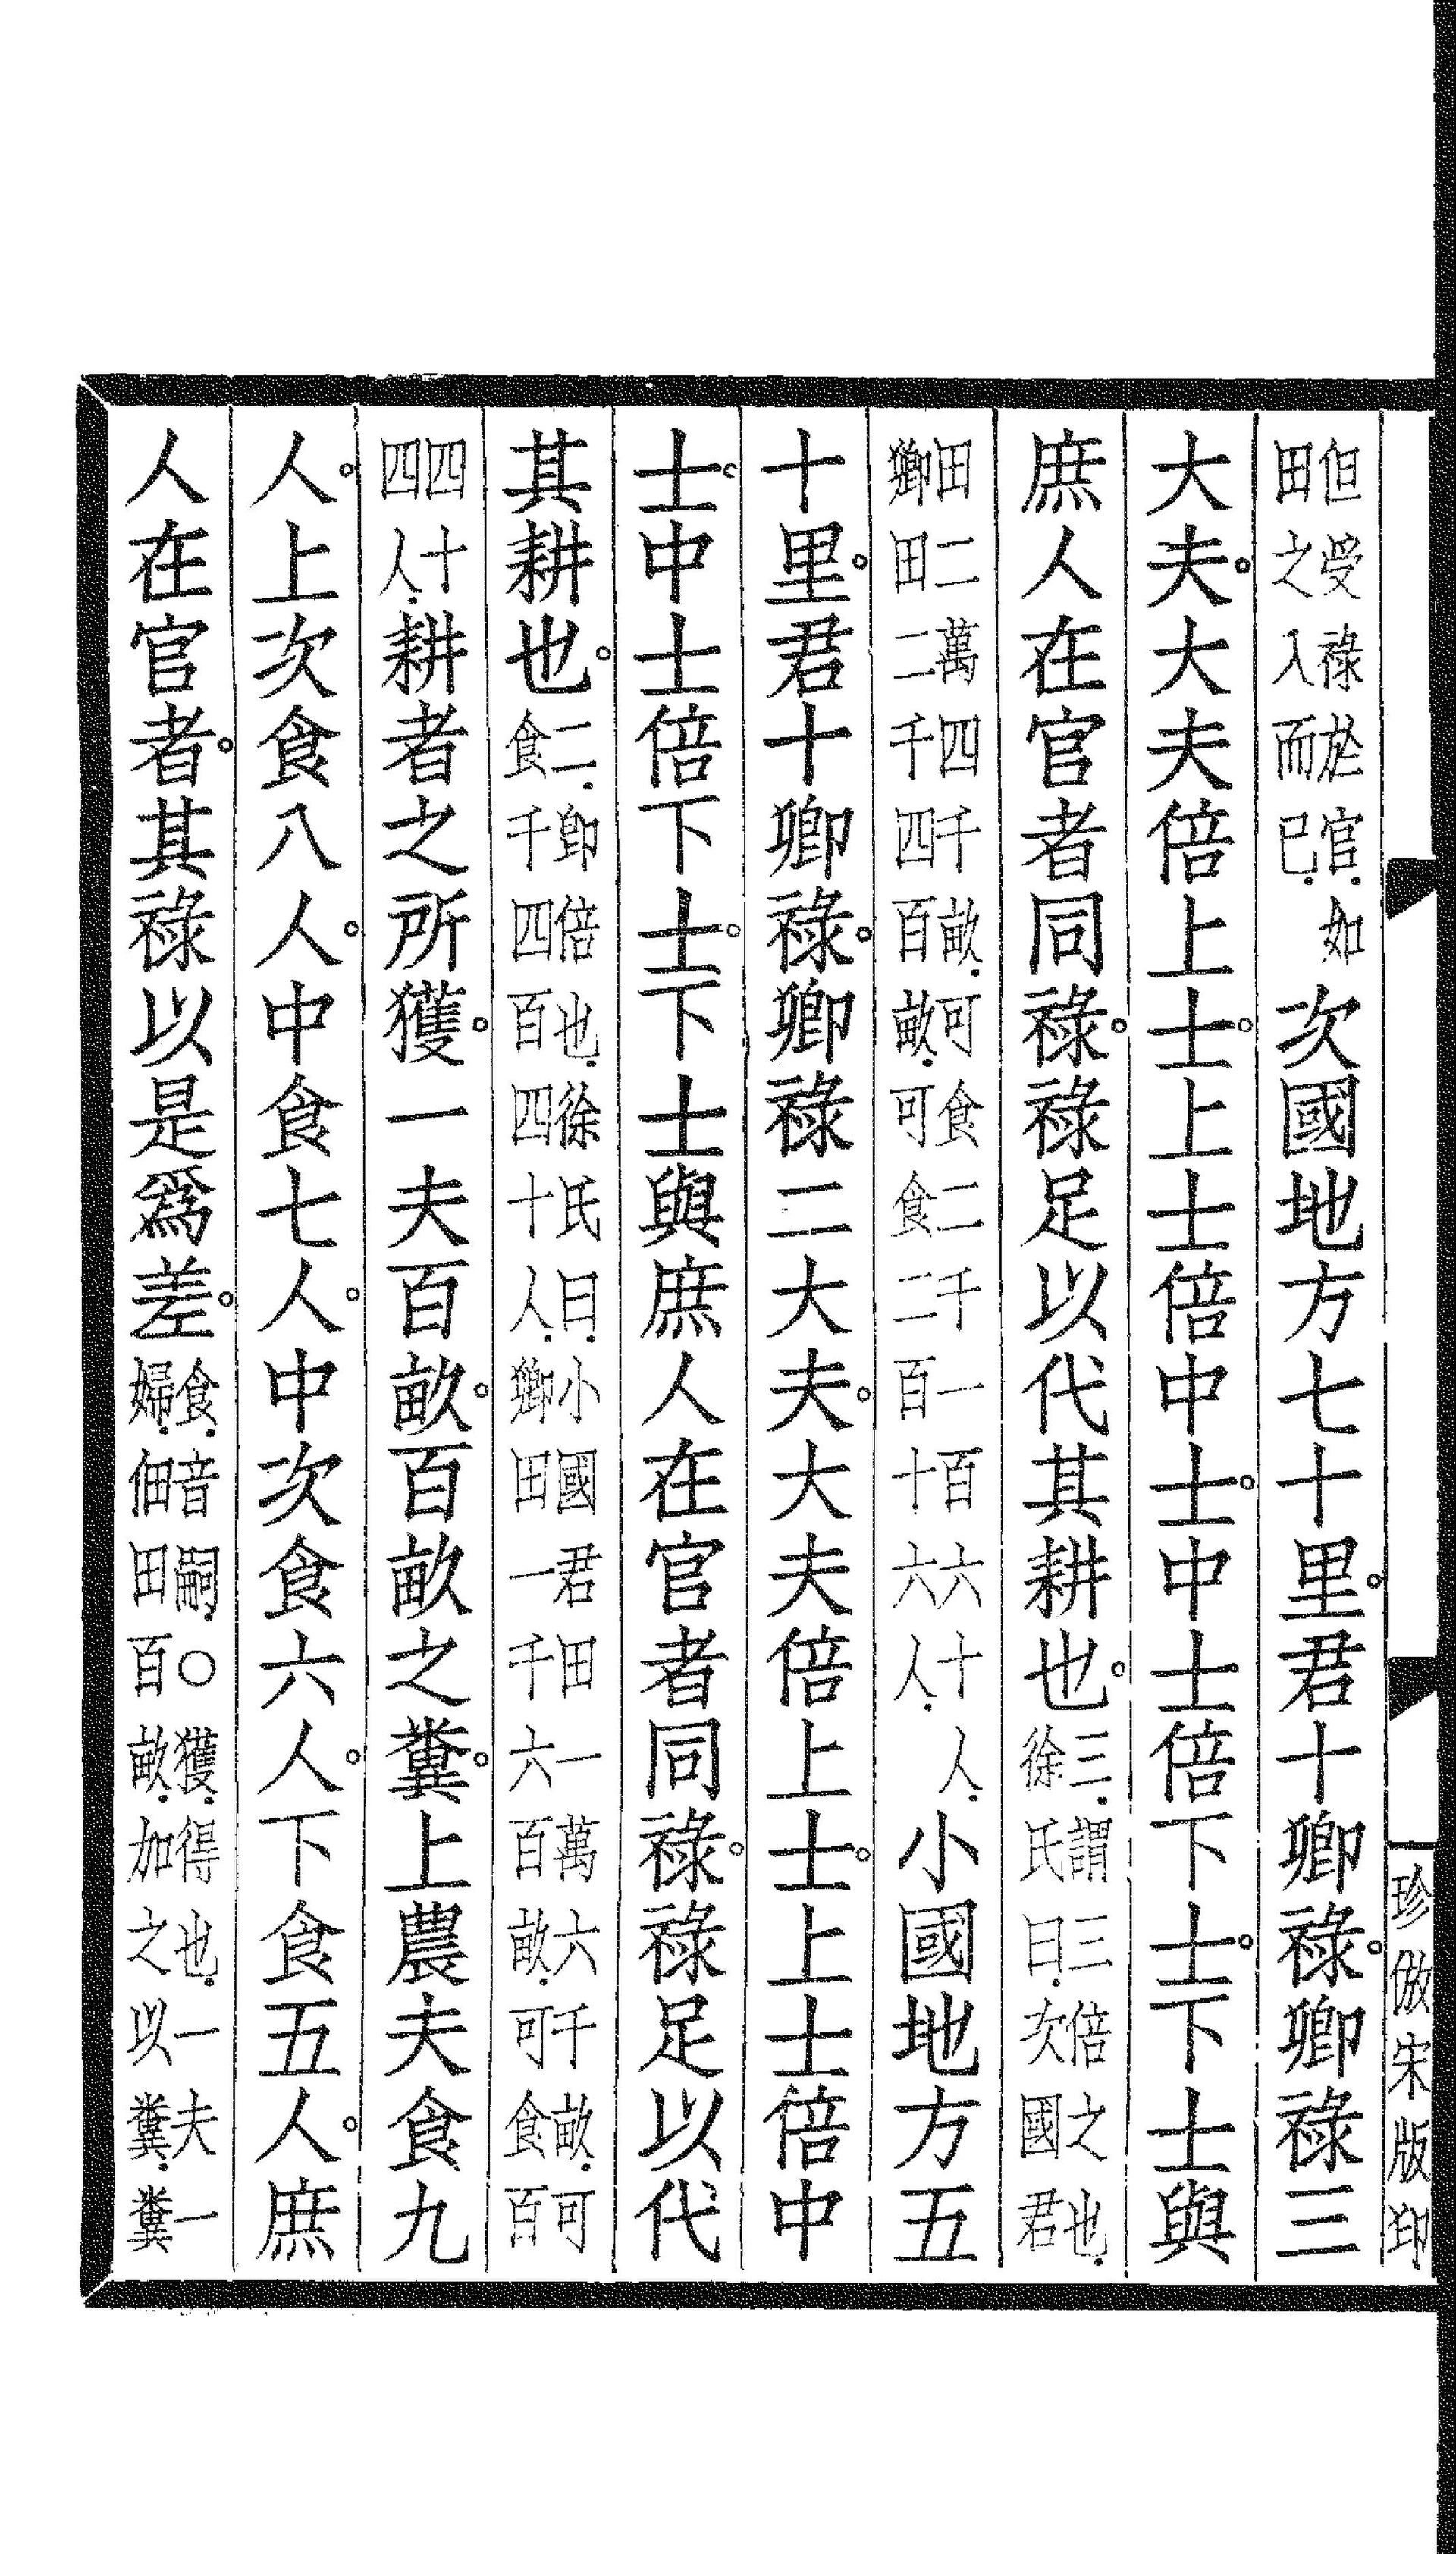 但受祿於官.如田之入而已.次國地方七十里。君十卿祿。卿祿三
大夫。大夫倍上士。上士倍中士。中士倍下士。下士與
庶人在官者同祿。祿足以代其耕也。三.謂三倍之也.徐氏曰.次國君
田二萬四千畝.可食二千一百六十人.卿田二千四百畝.可食二百十六人.小國地方五
十里。君十卿祿。卿祿二大夫。大夫倍上士。上士倍中
士。中士倍下士。下士與庶人在官者同祿。祿足以代
其耕也。二.卽倍也.徐氏曰.小國君田一萬六千畝.可食千四百四十人.卿田一千六百畝.可食百
四十四人.耕者之所獲。一夫百畝。百畝之糞。上農夫食九
人。上次食八人。中食七人。中次食六人。下食五人。庶
人在官者。其祿以是爲差。食.音嗣.〇獲.得也.一夫一婦.佃田百畝.加之以糞.糞
珍倣宋版印